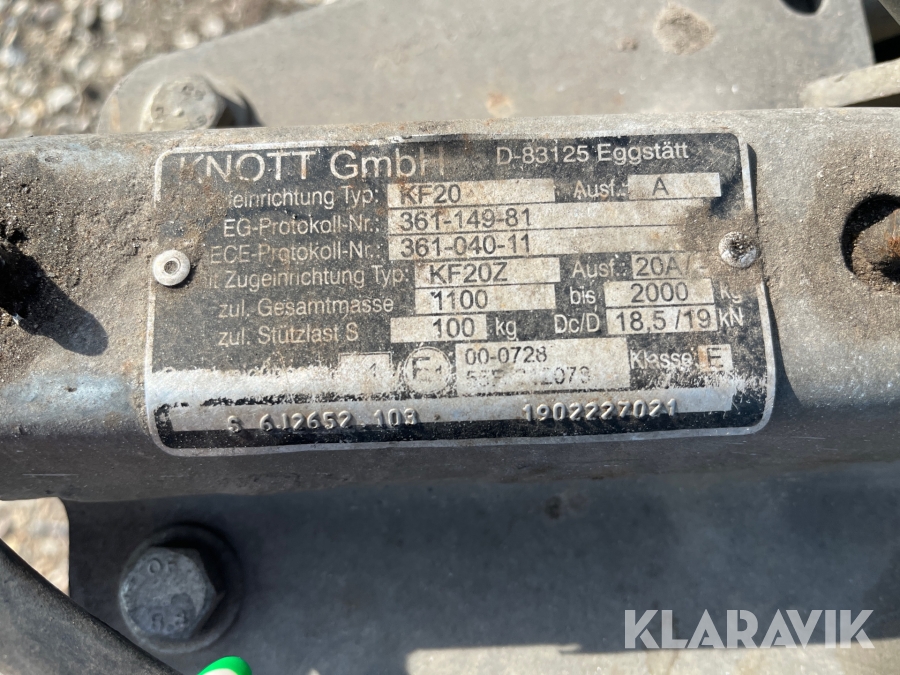 KNOTT GmbH D-83125 Eggstätt
Typ: KF20 Ausf.: A
EG-Protokoll-Nr.: 361-149-81
ECE-Protokoll-Nr.: 361-040-11
Zugeinrichtung Typ: KF20Z Ausf.: 20A/
zul. Gesamtmasse 1100 bis 2000 kg
zul. Stützlast S 100 kg Dc/D 18,5/19 kN
E1 00-0728 Klasse E
S 6J2652 1902227021
KLARAVIK